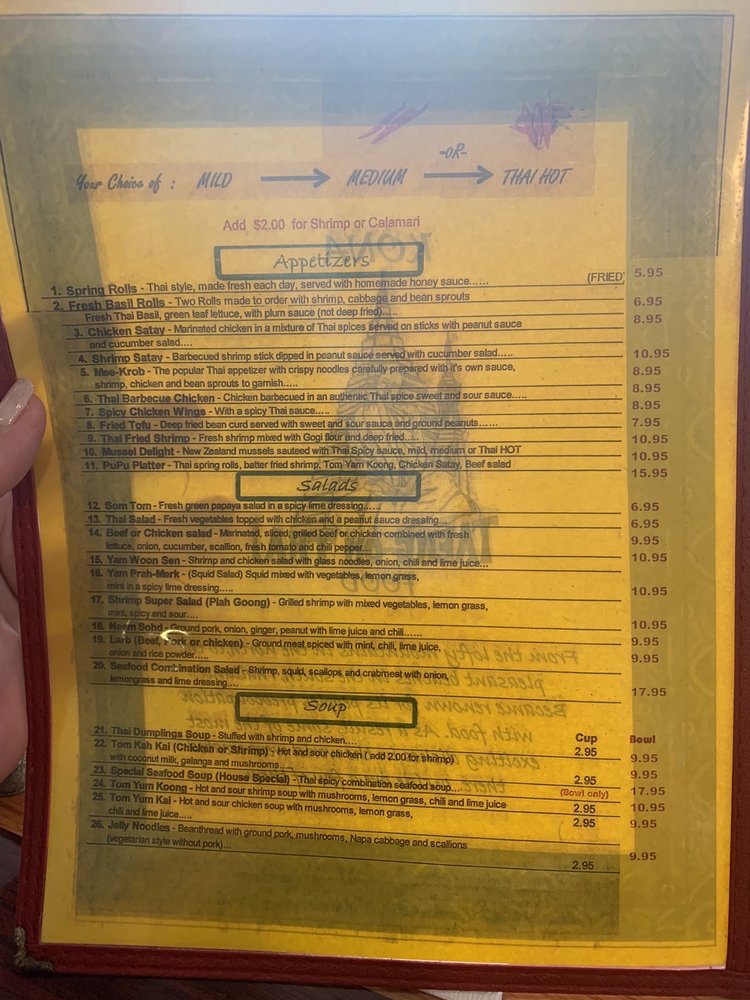 Your Choice of : MILD MEDIUM -OR- THAI HOT
Add $2.00 for Shrimp or Calamari
KONA
Appetizers
1. Spring Rolls - Thai style, made fresh each day, served with homemade honey sauce...... (FRIED) 5.95
2. Fresh Basil Rolls - Two Rolls made to order with shrimp, cabbage and bean sprouts 6.95
Fresh Thai Basil, green leaf lettuce, with plum sauce (not deep fried)..... 8.95
3. Chicken Satay - Marinated chicken in a mixture of Thai spices served on sticks with peanut sauce
and cucumber salad....
4. Shrimp Satay - Barbecued shrimp stick dipped in peanut sauce served with cucumber salad..... 10.95
5. Mee-Krob - The popular Thai appetizer with crispy noodles carefully prepared with it's own sauce, 8.95
shrimp, chicken and bean sprouts to garnish.....
6. Thai Barbecue Chicken - Chicken barbecued in an authentic Thai spice sweet and sour sauce..... 8.95
7. Spicy Chicken Wings - With a spicy Thai sauce..... 8.95
8. Fried Tofu - Deep fried bean curd served with sweet and sour sauce and ground peanuts...... 7.95
9. Thai Fried Shrimp - Fresh shrimp mixed with Gogi flour and deep fried..... 10.95
10. Mussel Delight - New Zealand mussels sauteed with Thai Spicy sauce, mild, medium or Thai HOT 10.95
11. PuPu Platter - Thai spring rolls, batter fried shrimp, Tom Yam Koong, Chicken Satay, Beef salad 15.95
Salads
12. Som Tom - Fresh green papaya salad in a spicy lime dressing..... 6.95
13. Thai Salad - Fresh vegetables topped with chicken and a peanut sauce dressing... 6.95
14. Beef or Chicken salad - Marinated, sliced, grilled beef or chicken combined with fresh 9.95
lettuce, onion, cucumber, scallion, fresh tomato and chili pepper...
15. Yam Woon Sen - Shrimp and chicken salad with glass noodles, onion, chili and lime juice... 10.95
16. Yam Prah-Merk - (Squid Salad) Squid mixed with vegetables, lemon grass,
mint in a spicy lime dressing..... 10.95
17. Shrimp Super Salad (Plah Goong) - Grilled shrimp with mixed vegetables, lemon grass,
mint, spicy and sour.... 10.95
18. Naem Sohd - Ground pork, onion, ginger, peanut with lime juice and chili...... 9.95
19. Larb (Beef, Pork or chicken) - Ground meat spiced with mint, chili, lime juice, 9.95
onion and rice powder.....
20. Seafood Combination Salad - Shrimp, squid, scallops and crabmeat with onion, 17.95
lemongrass and lime dressing....
Soup
Cup Bowl
21. Thai Dumplings Soup - Stuffed with shrimp and chicken.... 2.95 9.95
22. Tom Kah Kai (Chicken or Shrimp) - Hot and sour chicken ( add 2.00 for shrimp)
with coconut milk, galanga and mushrooms..... 2.95 9.95
23. Special Seafood Soup (House Special) - Thai spicy combination seafood soup... (Bowl only) 17.95
24. Tom Yum Koong - Hot and sour shrimp soup with mushrooms, lemon grass, chili and lime juice 2.95 10.95
25. Tom Yum Kai - Hot and sour chicken soup with mushrooms, lemon grass, 2.95 9.95
chili and lime juice.....
26. Jelly Noodles - Beanthread with ground pork, mushrooms, Napa cabbage and scallions
(vegetarian style without pork)... 2.95 9.95